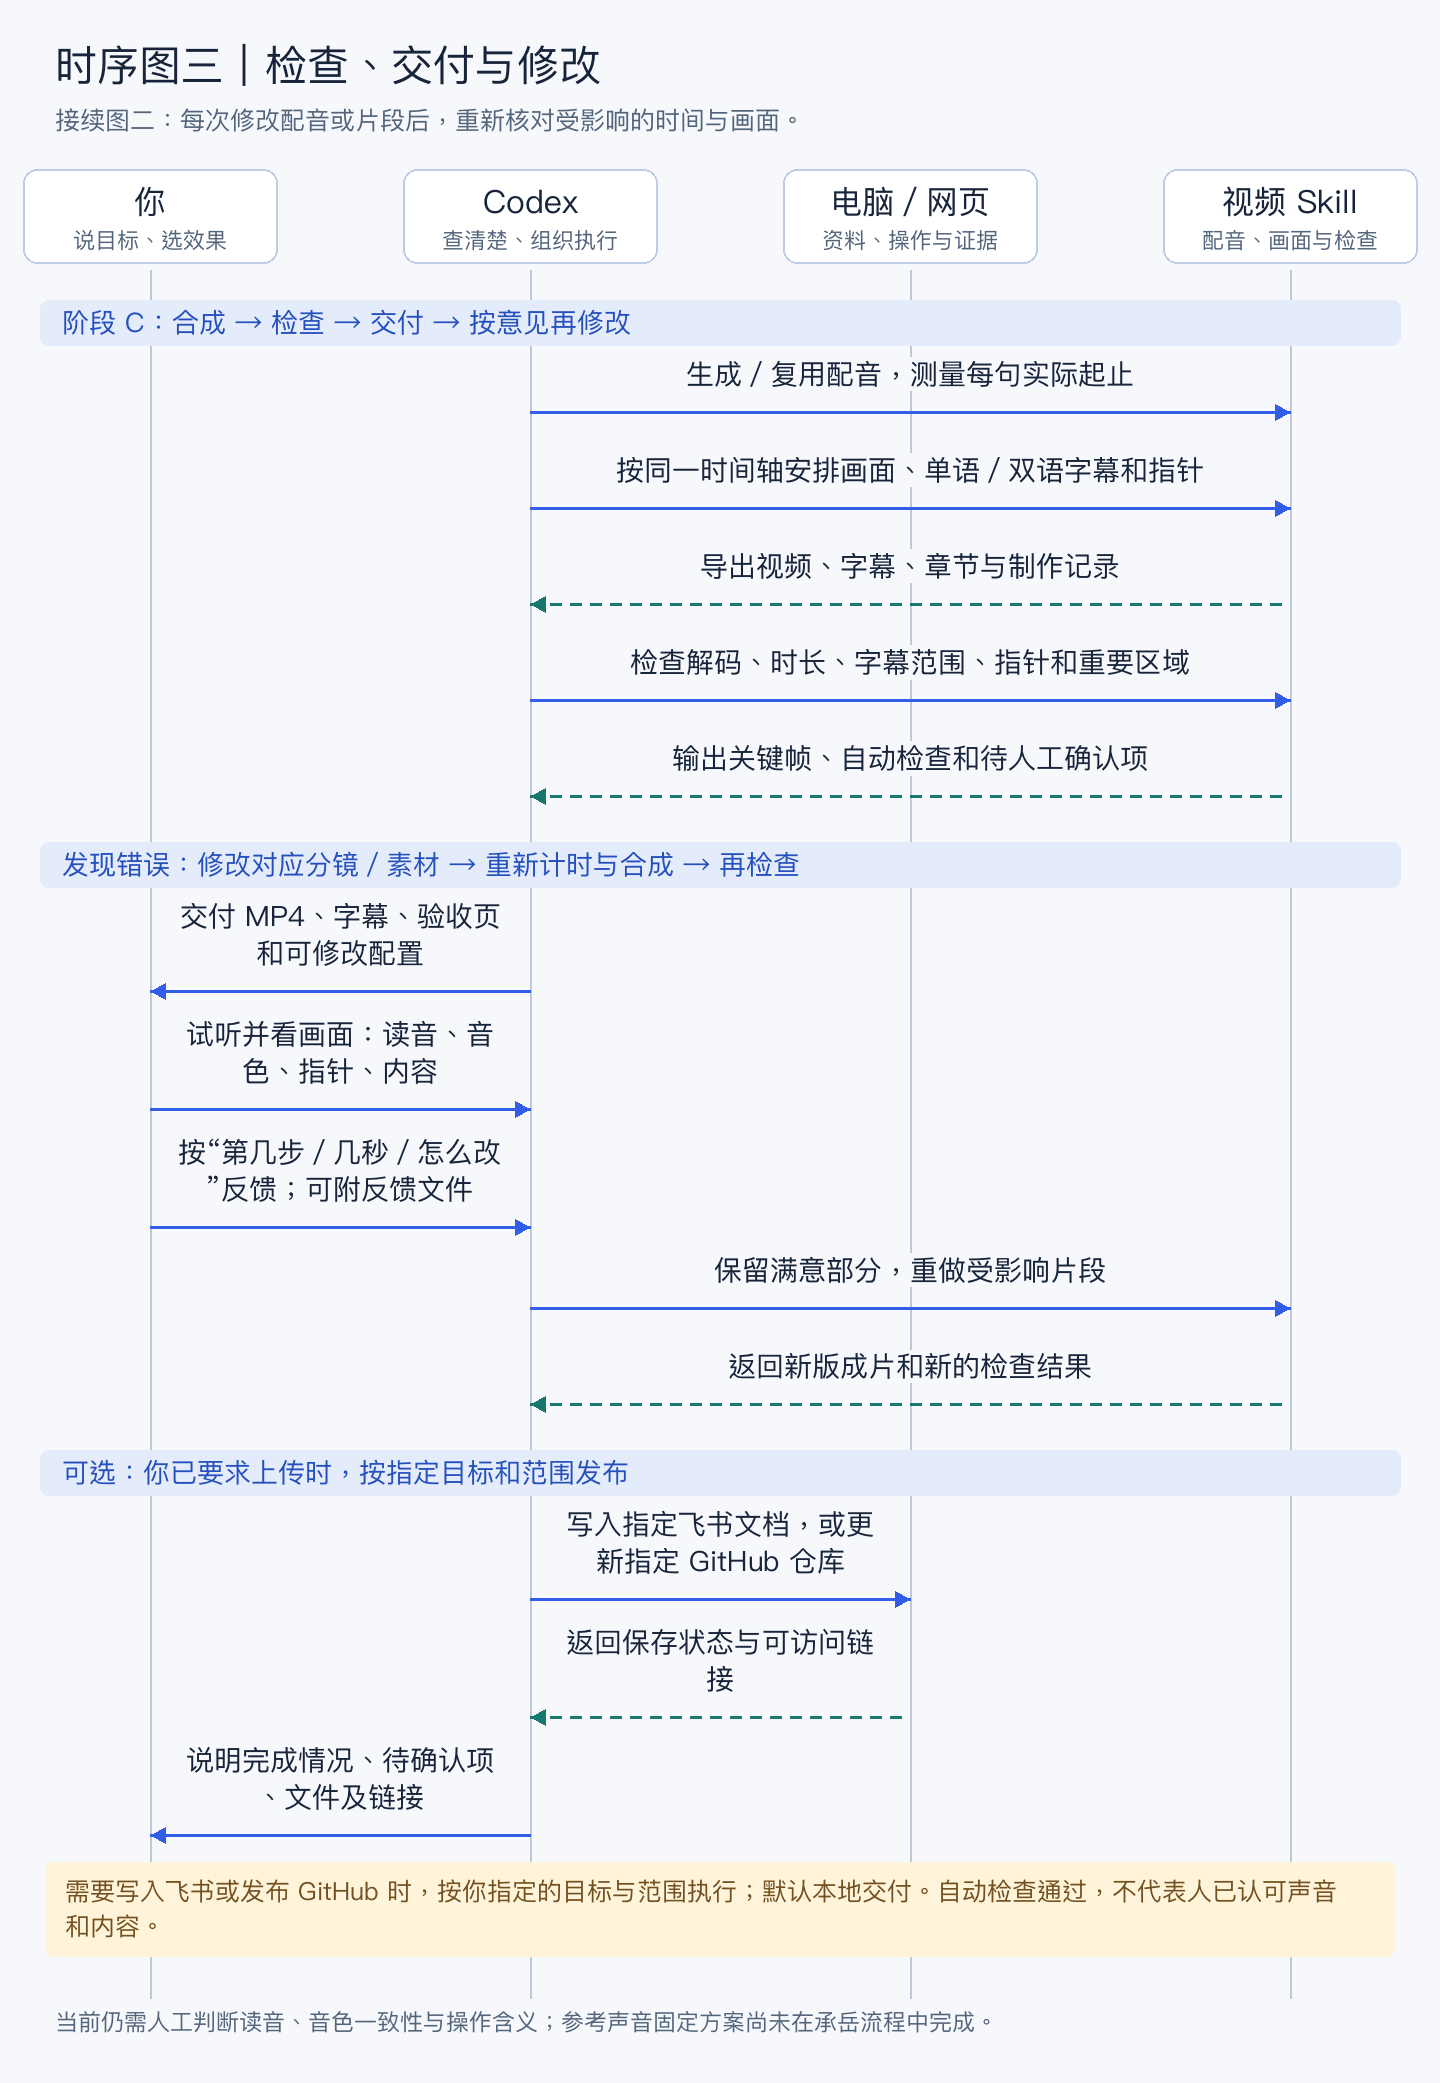 时序图三｜检查、交付与修改
接续图二：每次修改配音或片段后，重新核对受影响的时间与画面。
你
说目标、选效果
Codex
查清楚、组织执行
电脑 / 网页
资料、操作与证据
视频 Skill
配音、画面与检查
阶段 C：合成 → 检查 → 交付 → 按意见再修改
生成 / 复用配音，测量每句实际起止
按同一时间轴安排画面、单语 / 双语字幕和指针
导出视频、字幕、章节与制作记录
检查解码、时长、字幕范围、指针和重要区域
输出关键帧、自动检查和待人工确认项
发现错误：修改对应分镜 / 素材 → 重新计时与合成 → 再检查
交付 MP4、字幕、验收页
和可修改配置
试听并看画面：读音、音
色、指针、内容
按“第几步 / 几秒 / 怎么改
”反馈；可附反馈文件
保留满意部分，重做受影响片段
返回新版成片和新的检查结果
可选：你已要求上传时，按指定目标和范围发布
写入指定飞书文档，或更
新指定 GitHub 仓库
返回保存状态与可访问链
接
说明完成情况、待确认项
、文件及链接
需要写入飞书或发布 GitHub 时，按你指定的目标与范围执行；默认本地交付。自动检查通过，不代表人已认可声音
和内容。
当前仍需人工判断读音、音色一致性与操作含义；参考声音固定方案尚未在承岳流程中完成。